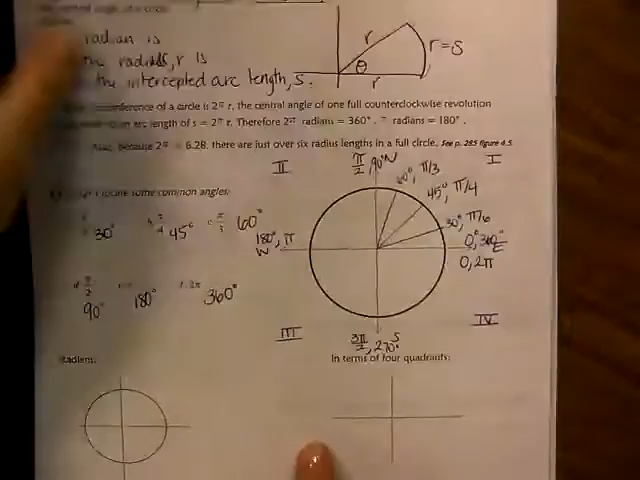 radian is
the radius, r is
the intercepted arc length, s.
r
r = s
θ
r
circumference of a circle is 2π r, the central angle of one full counterclockwise revolution
arc length of s = 2π r. Therefore 2π radians = 360°, π radians = 180°.
because 2π ≈ 6.28, there are just over six radius lengths in a full circle. See p. 285 figure 4.5
II
π/2, 90° N
I
60°, π/3
45°, π/4
some common angles:
30°
45°
60°
30°, π/6
180°, π
W
0°, 360°
E
0, 2π
90°
180°
f. 2π
360°
III
3π/2, 270°
S
IV
Radians:
In terms of four quadrants: